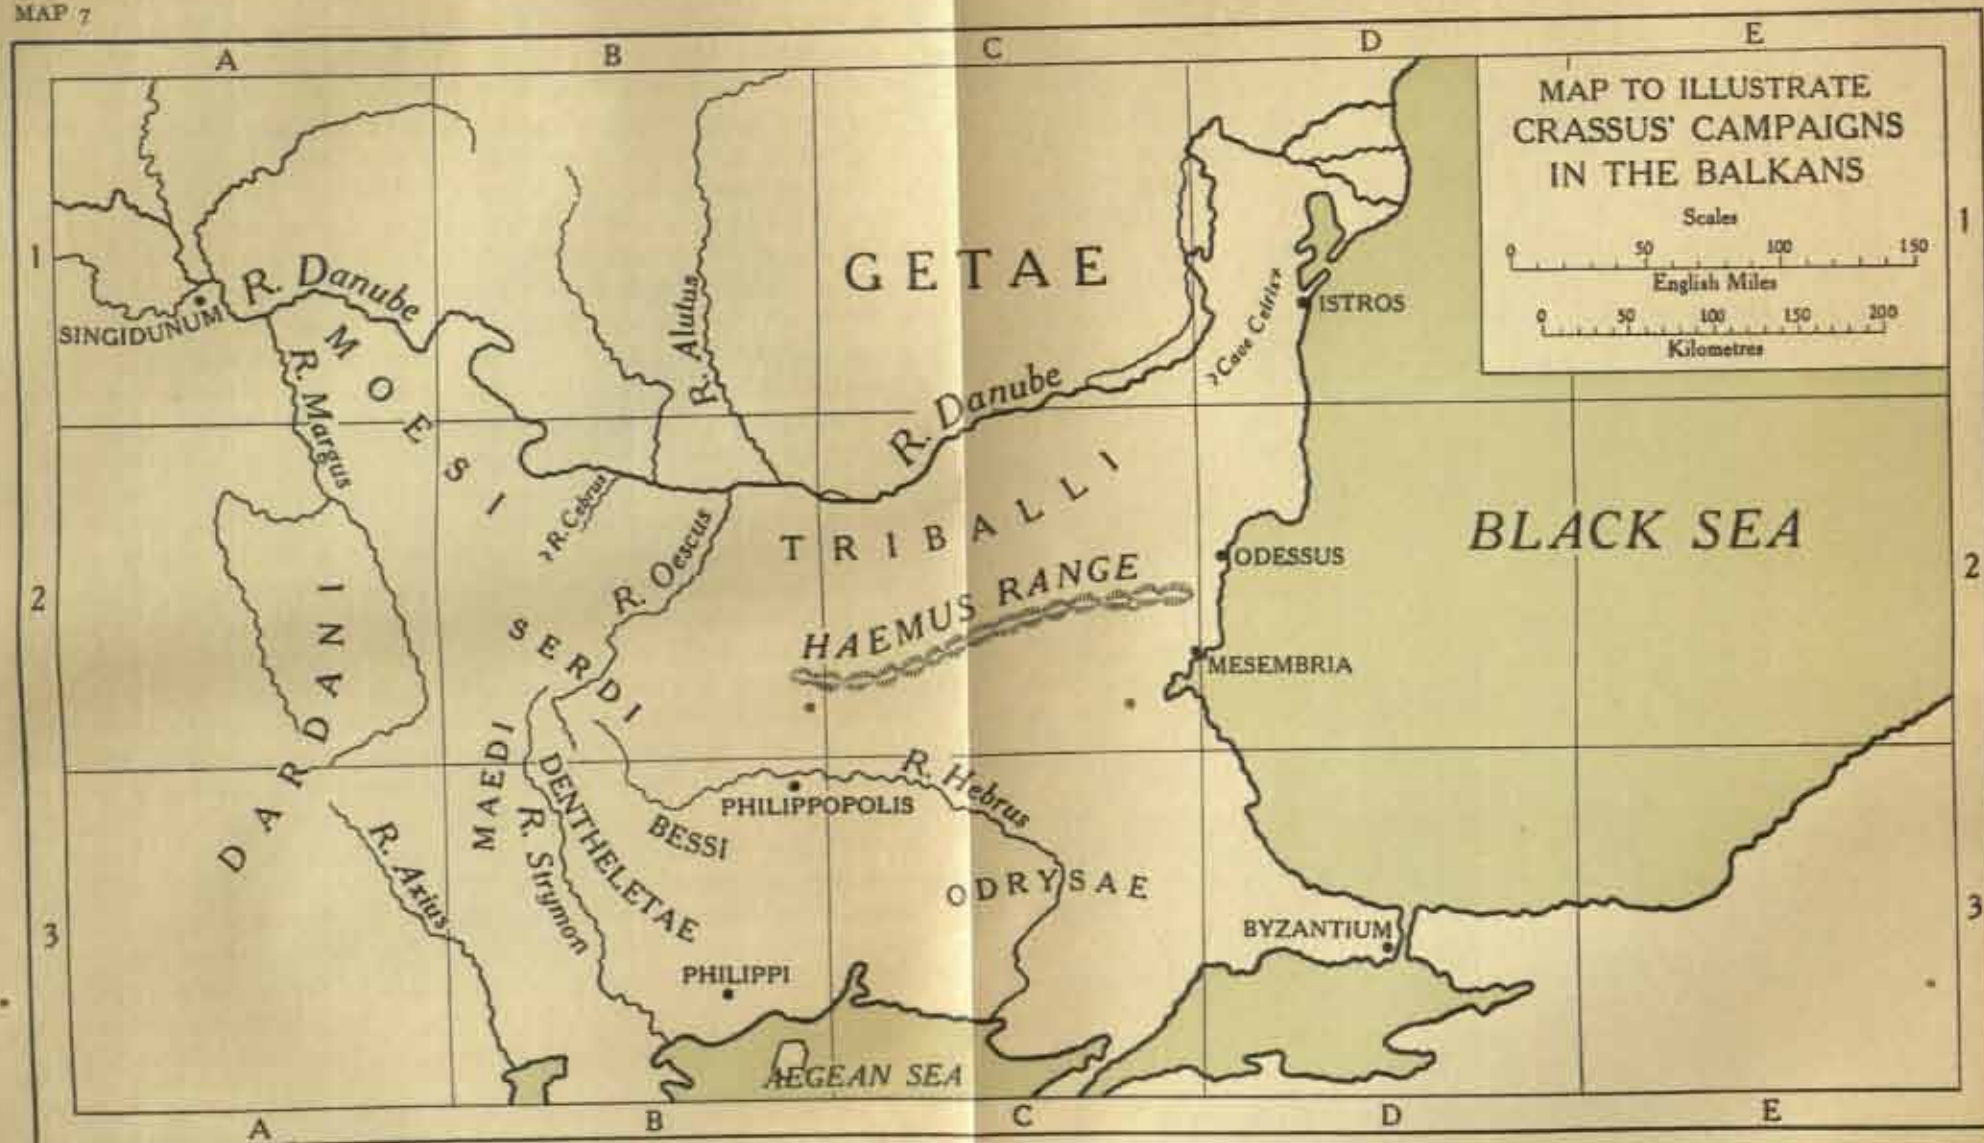 MAP 7
A
B
C
D
E
MAP TO ILLUSTRATE
CRASSUS' CAMPAIGNS
IN THE BALKANS
Scales
0 50 100 150
English Miles
0 50 100 150 200
Kilometres
1
1
R. Danube
SINGIDUNUM
MOESI
R. Margus
R. Alutus
GETAE
R. Danube
?Cave Ceiris×
ISTROS
2
2
?R. Cebrus
R. Oescus
TRIBALLI
HAEMUS RANGE
ODESSUS
BLACK SEA
MESEMBRIA
SERDI
DARDANI
MAEDI
DENTHELETAE
R. Strymon
R. Axius
BESSI
PHILIPPOPOLIS
R. Hebrus
ODRYSAE
3
3
BYZANTIUM
PHILIPPI
AEGEAN SEA
A
B
C
D
E